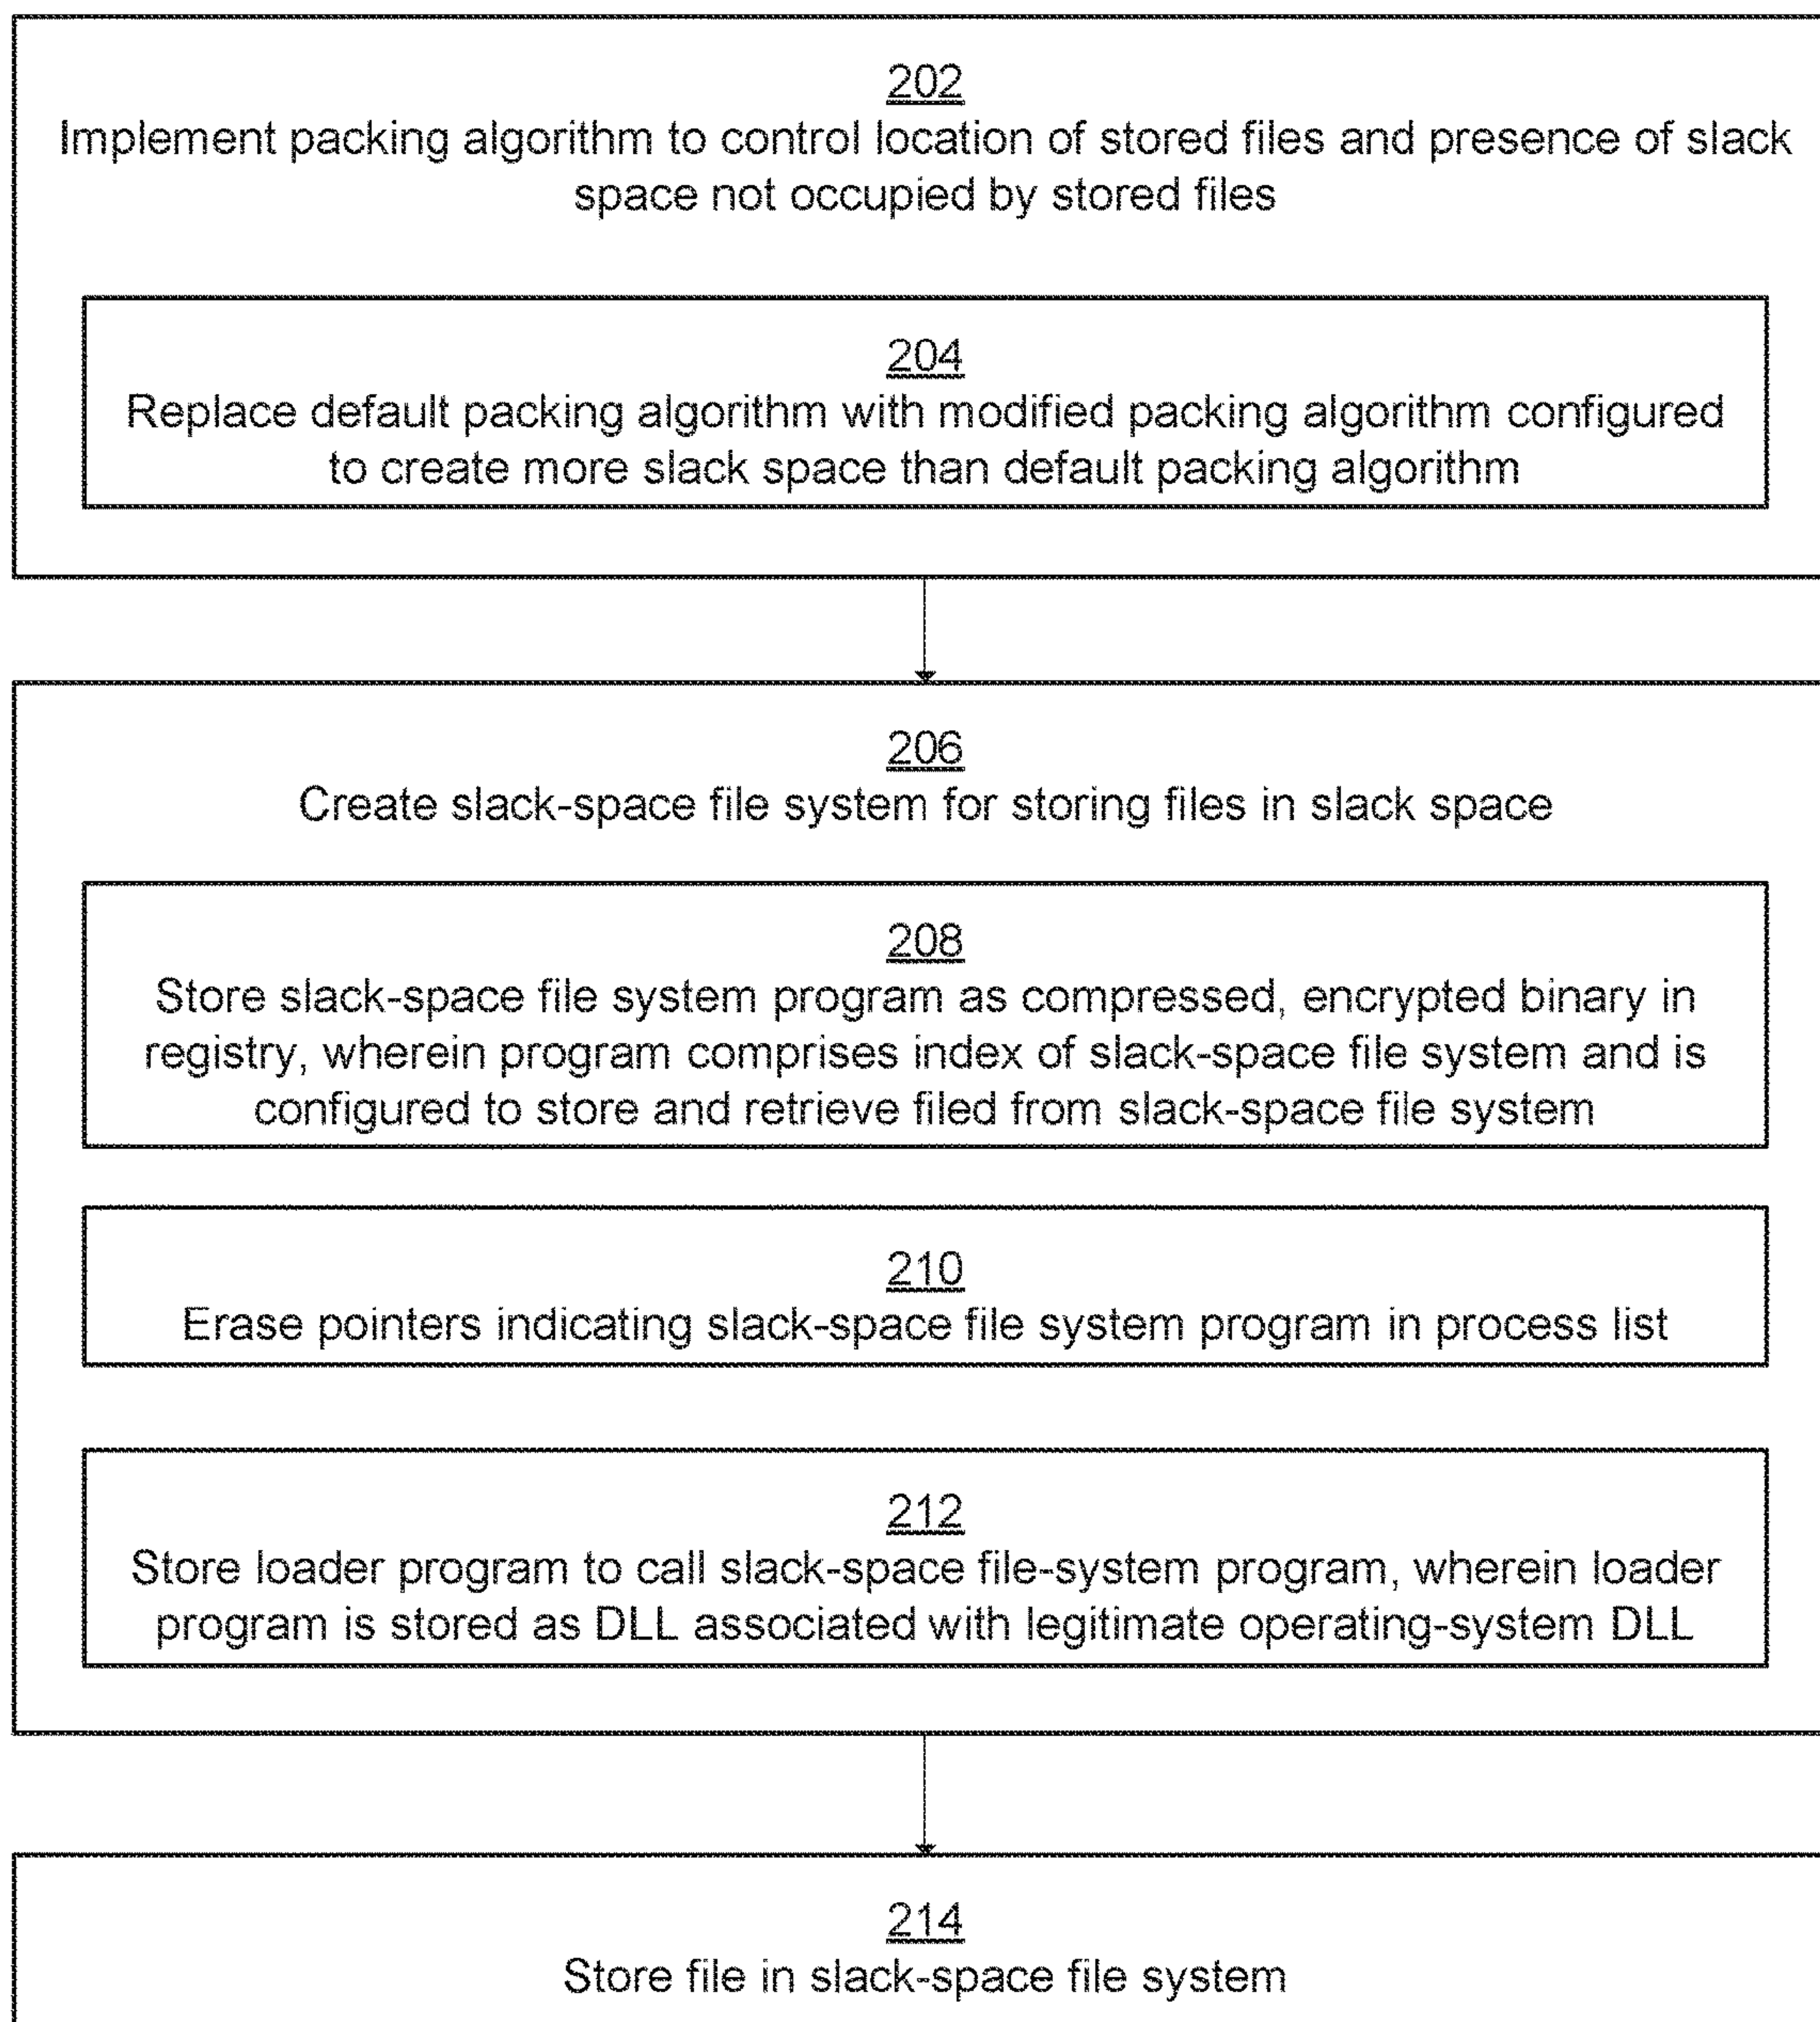 202
Implement packing algorithm to control location of stored files and presence of slack
space not occupied by stored files
204
Replace default packing algorithm with modified packing algorithm configured
to create more slack space than default packing algorithm
206
Create slack-space file system for storing files in slack space
208
Store slack-space file system program as compressed, encrypted binary in
registry, wherein program comprises index of slack-space file system and is
configured to store and retrieve filed from slack-space file system
210
Erase pointers indicating slack-space file system program in process list
212
Store loader program to call slack-space file-system program, wherein loader
program is stored as DLL associated with legitimate operating-system DLL
214
Store file in slack-space file system